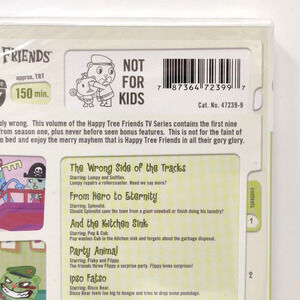 FRIENDS™
approx. TRT
150 min.
NOT
FOR
KIDS
7 87364 72399 7
Cat. No. 47239-9
bly wrong. This volume of the Happy Tree Friends TV Series contains the first nine
from season one, plus never before seen bonus features. This is not for the faint of
o bed and enjoy the merry mayhem that is Happy Tree Friends in all their gory glory.
The Wrong Side of the Tracks
Starring: Lumpy and Sniffles.
Lumpy repairs a rollercoaster. Need we say more?
From Hero to Eternity
Starring: Splendid.
Should Splendid save the town from a giant snowball or finish doing his laundry?
And the Kitchen Sink
Starring: Pop & Cub.
Pop washes Cub in the kitchen sink and forgets about the garbage disposal.
Party Animal
Starring: Flaky and Flippy.
The friends throw Flippy a surprise party. Flippy loves surprises!
Ipso Fatso
Starring: Disco Bear.
Disco Bear feels too big to boogie and tries to drop some poundage.
contents
1
2